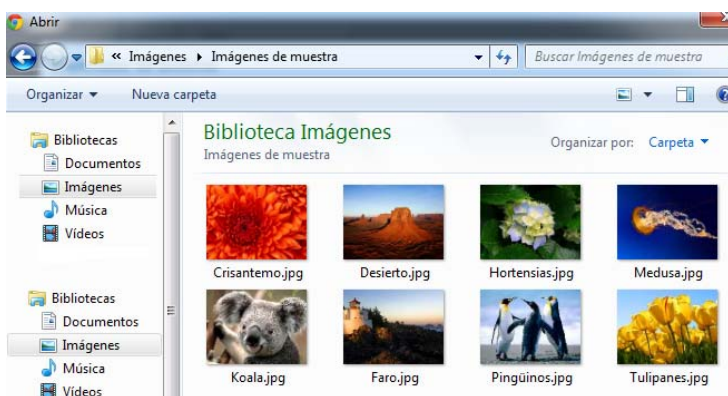 Abrir
« Imágenes ▸ Imágenes de muestra
Buscar Imágenes de muestra
Organizar
Nueva carpeta
Bibliotecas
Documentos
Imágenes
Música
Vídeos
Bibliotecas
Documentos
Imágenes
Música
Vídeos
Biblioteca Imágenes
Imágenes de muestra
Organizar por: Carpeta
Crisantemo.jpg
Desierto.jpg
Hortensias.jpg
Medusa.jpg
Koala.jpg
Faro.jpg
Pingüinos.jpg
Tulipanes.jpg